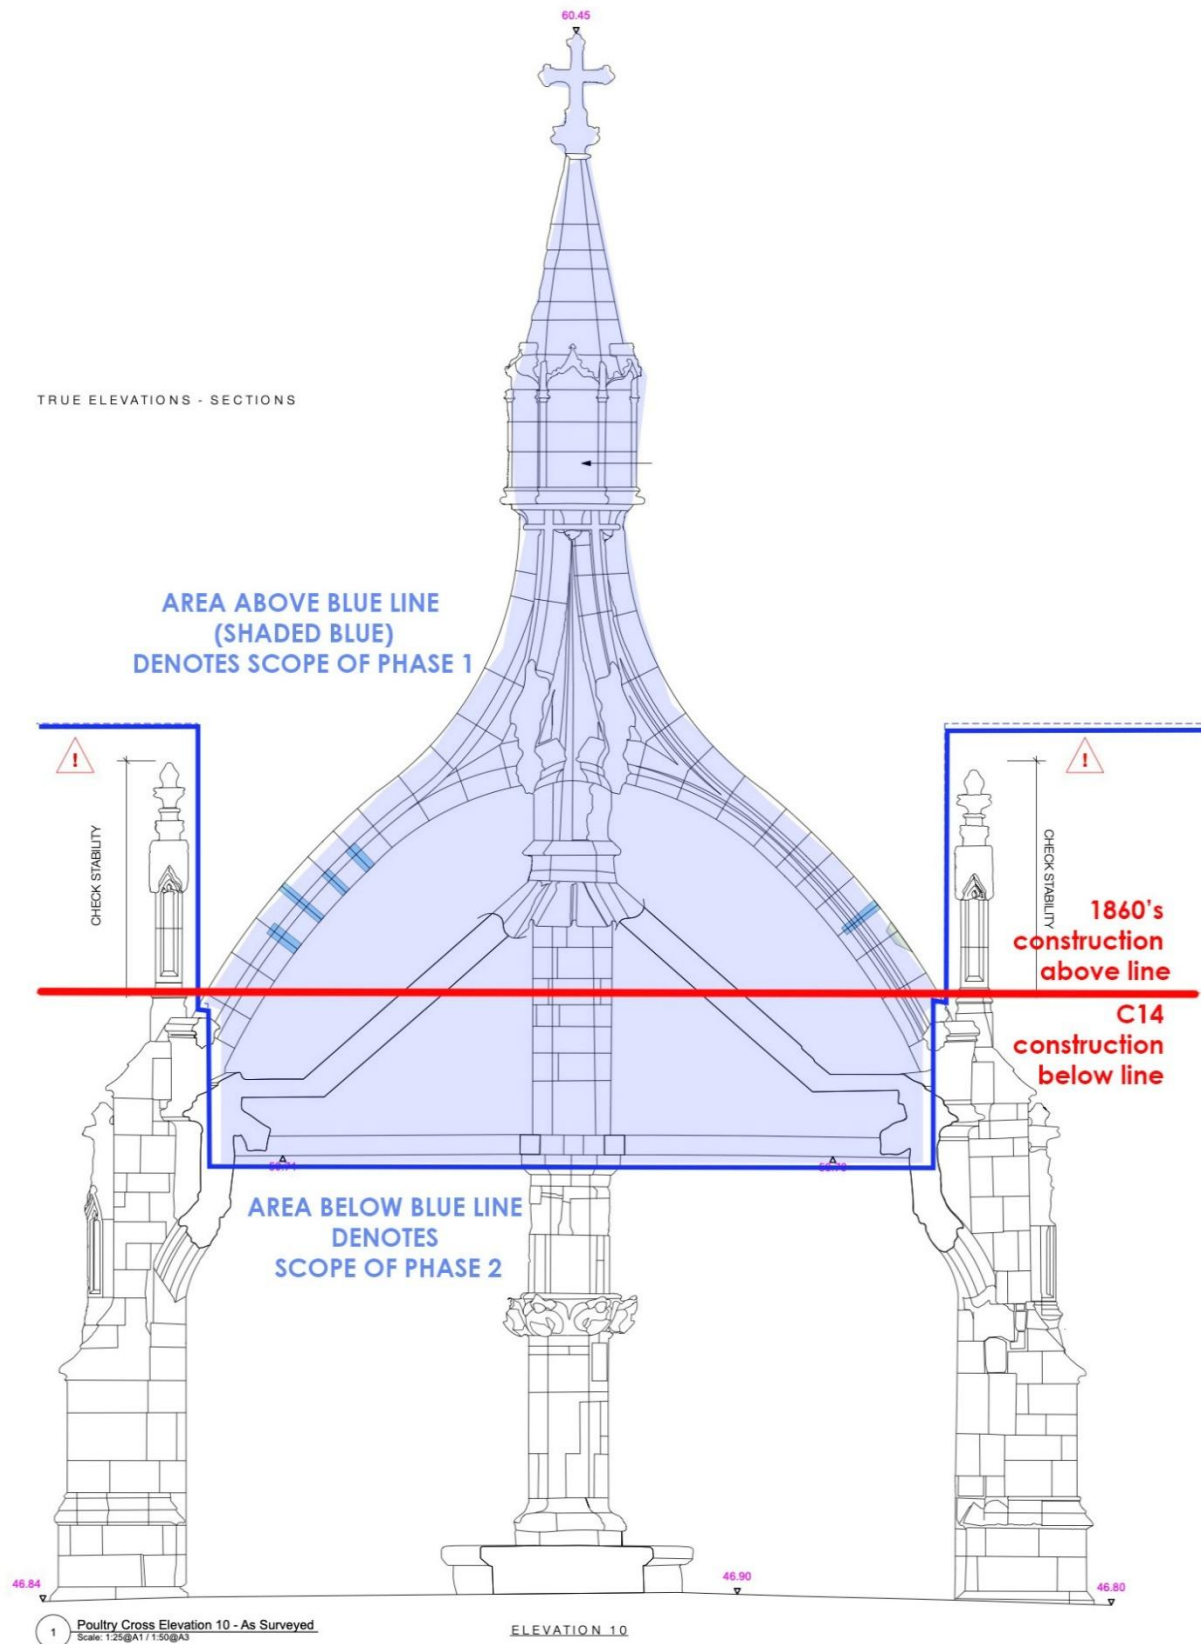 60.45
TRUE ELEVATIONS - SECTIONS
AREA ABOVE BLUE LINE
(SHADED BLUE)
DENOTES SCOPE OF PHASE 1
!
!
CHECK STABILITY
CHECK STABILITY
1860's
construction
above line
C14
construction
below line
AREA BELOW BLUE LINE
DENOTES
SCOPE OF PHASE 2
46.84
46.90
46.80
1
Poultry Cross Elevation 10 - As Surveyed
Scale: 1:25@A1 / 1:50@A3
ELEVATION 10